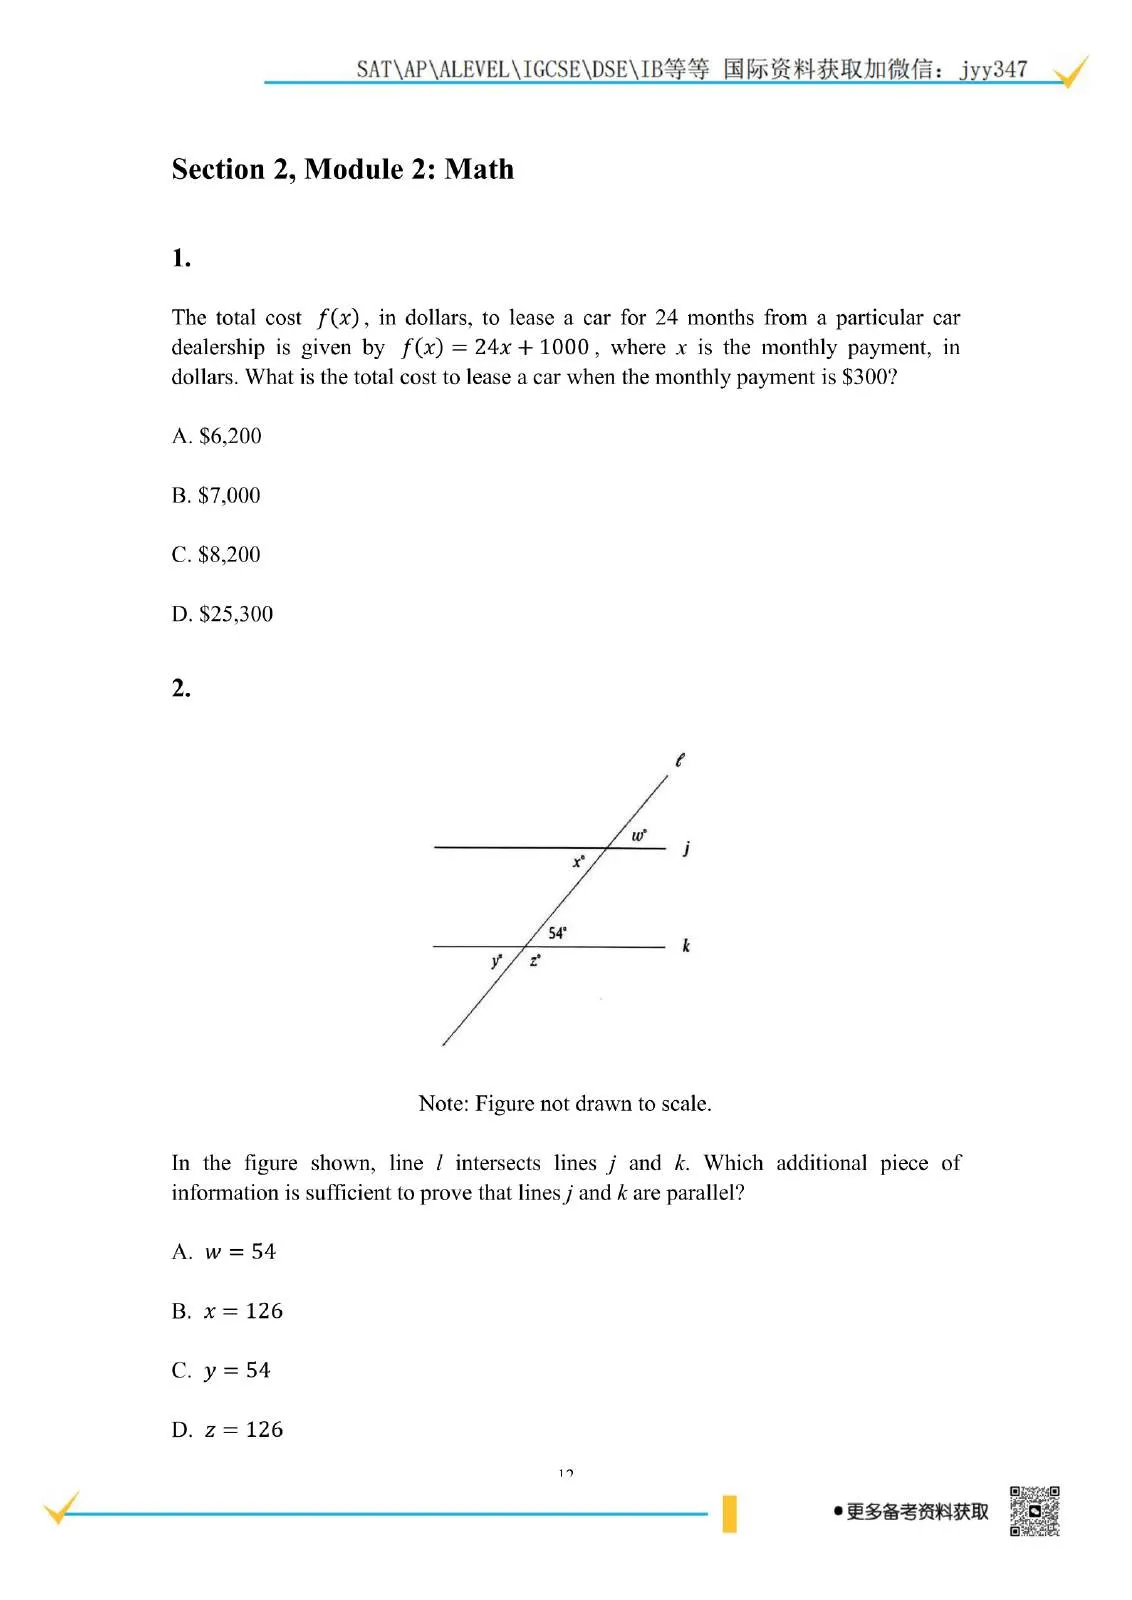 SAT\AP\ALEVEL\IGCSE\DSE\IB等等 国际资料获取加微信：jyy347
Section 2, Module 2: Math
1.
The total cost f(x), in dollars, to lease a car for 24 months from a particular car
dealership is given by f(x) = 24x + 1000, where x is the monthly payment, in
dollars. What is the total cost to lease a car when the monthly payment is $300?
A. $6,200
B. $7,000
C. $8,200
D. $25,300
2.
ℓ
w°
j
x°
54°
k
y°
z°
Note: Figure not drawn to scale.
In the figure shown, line l intersects lines j and k. Which additional piece of
information is sufficient to prove that lines j and k are parallel?
A. w = 54
B. x = 126
C. y = 54
D. z = 126
•更多备考资料获取